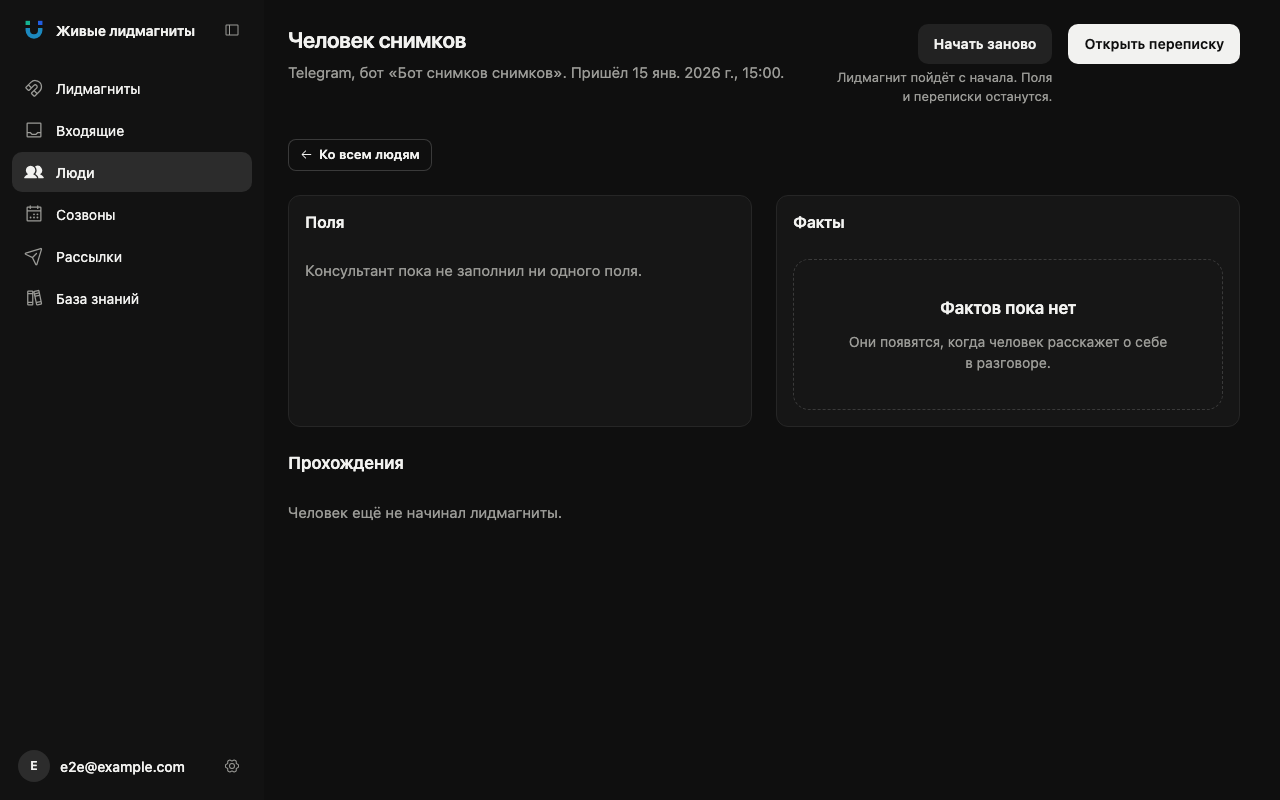 Живые лидмагниты
Лидмагниты
Входящие
Люди
Созвоны
Рассылки
База знаний
E
e2e@example.com
Человек снимков
Telegram, бот «Бот снимков снимков». Пришёл 15 янв. 2026 г., 15:00.
Начать заново
Открыть переписку
Лидмагнит пойдёт с начала. Поля
и переписки останутся.
← Ко всем людям
Поля
Консультант пока не заполнил ни одного поля.
Факты
Фактов пока нет
Они появятся, когда человек расскажет о себе
в разговоре.
Прохождения
Человек ещё не начинал лидмагниты.